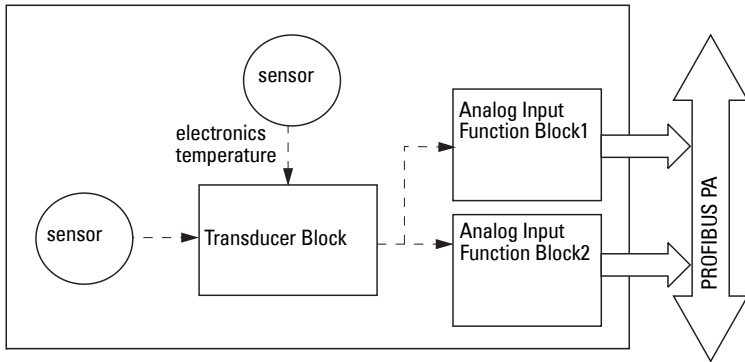 sensor
electronics
temperature
sensor
Transducer Block
Analog Input
Function Block1
Analog Input
Function Block2
PROFIBUS PA